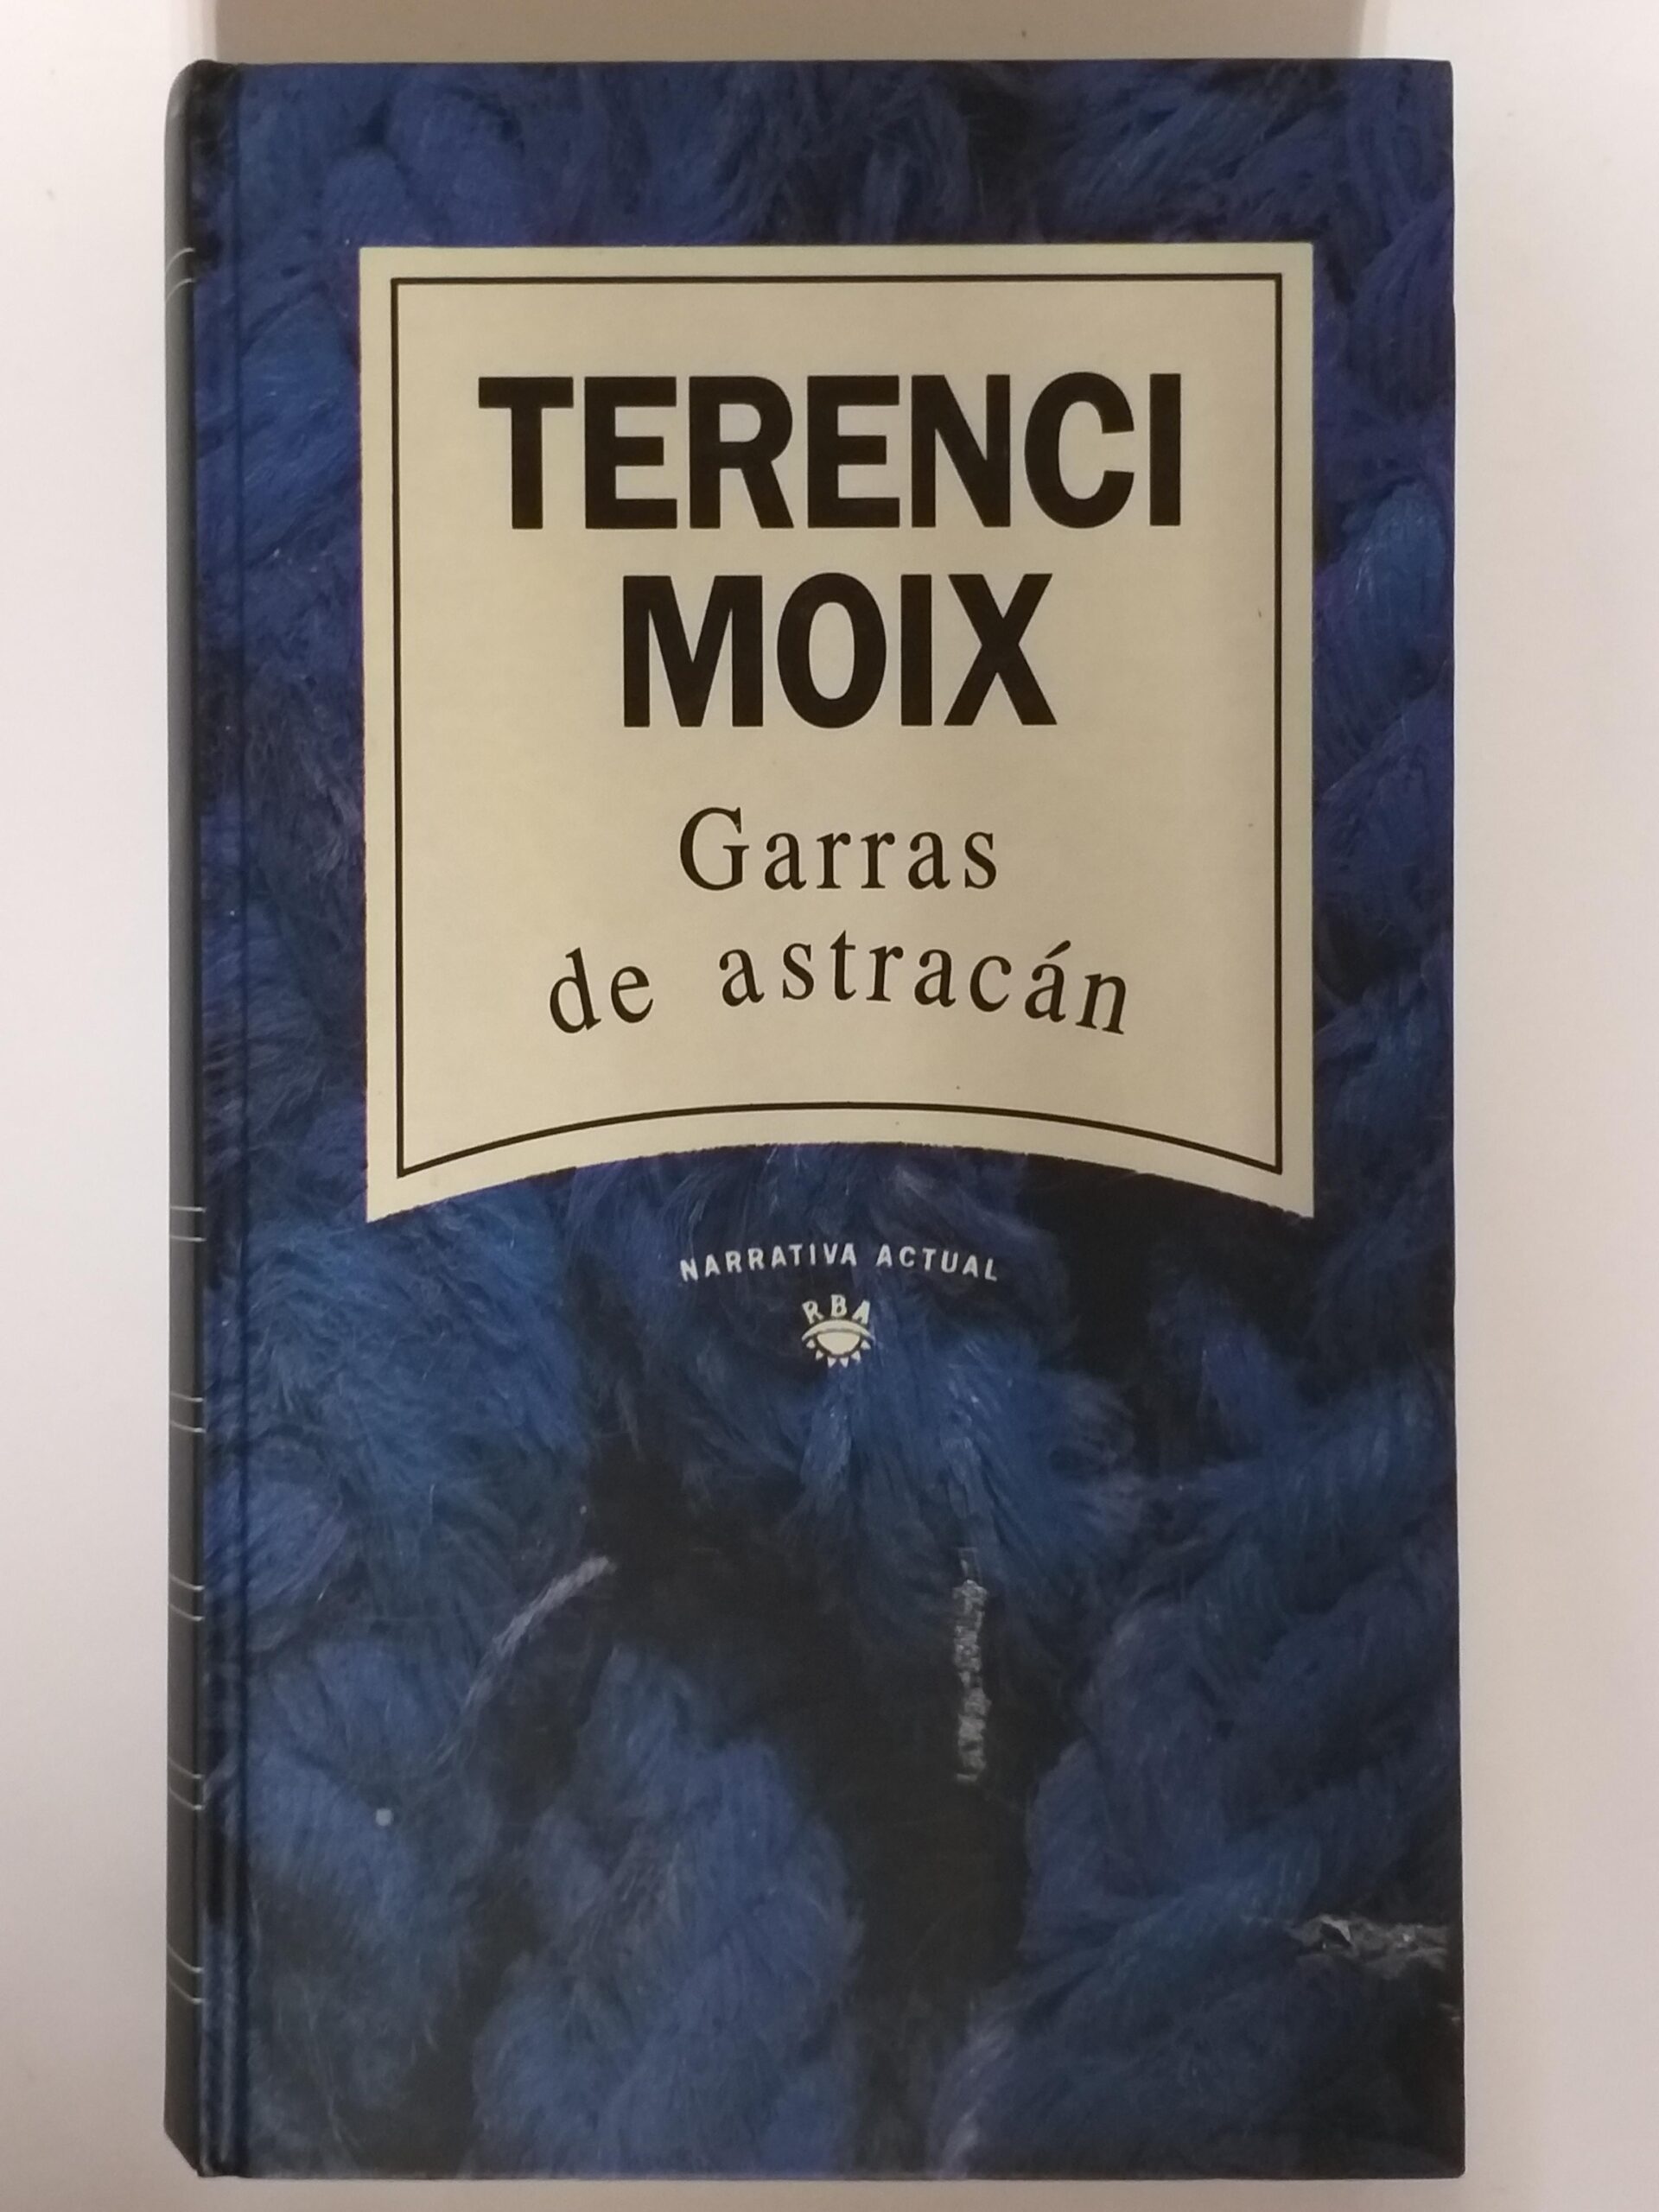 TERENCI
MOIX
Garras
de astracán
NARRATIVA ACTUAL
RBA